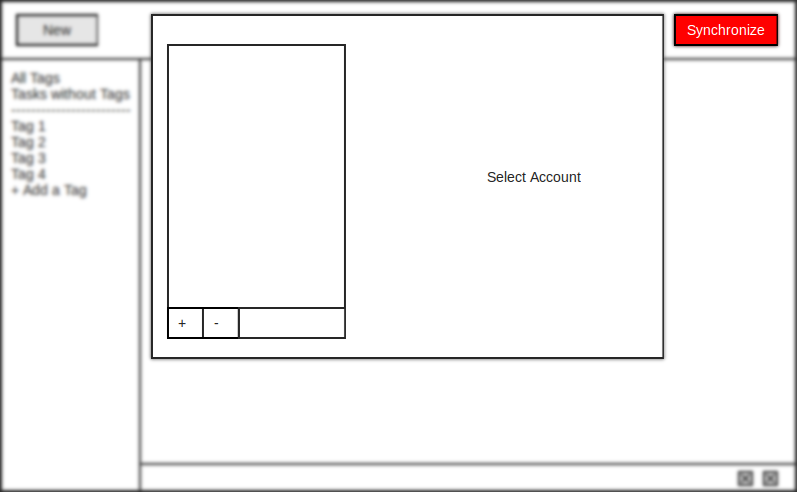 New
Synchronize
All Tags
Tasks without Tags
Tag 1
Tag 2
Tag 3
Tag 4
+ Add a Tag
Select Account
+ -